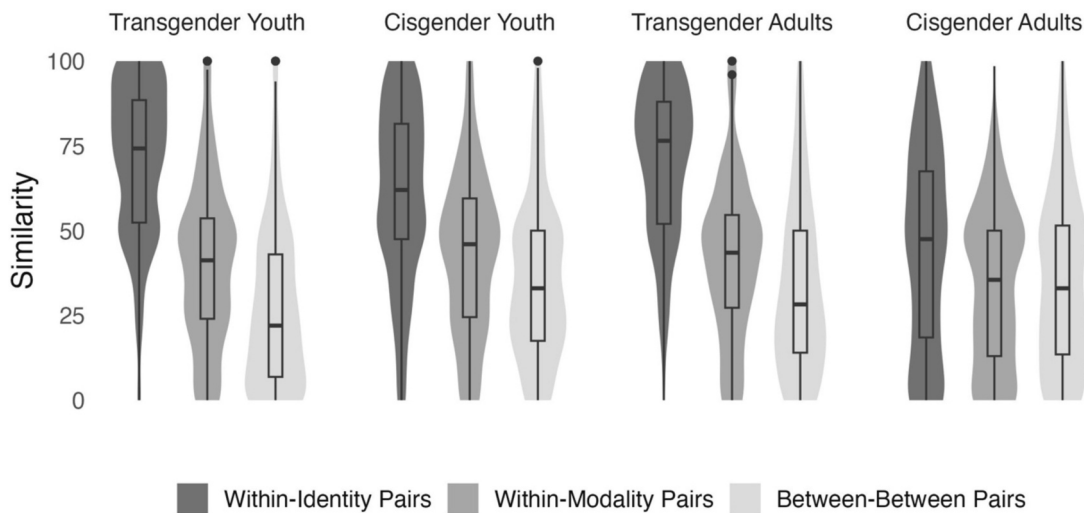 Transgender Youth
Cisgender Youth
Transgender Adults
Cisgender Adults
Similarity
100
75
50
25
0
Within-Identity Pairs
Within-Modality Pairs
Between-Between Pairs